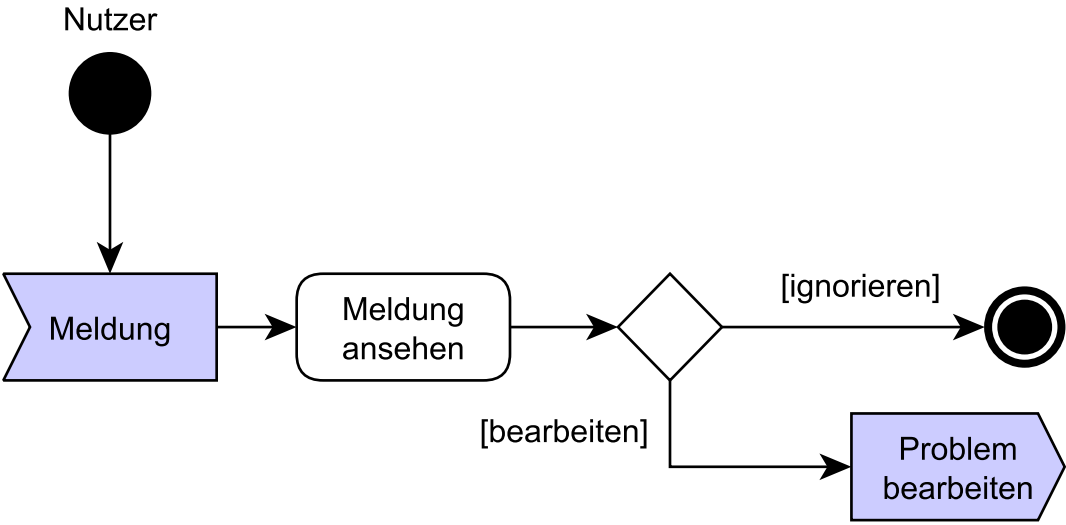 Nutzer
Meldung
Meldung
ansehen
[ignorieren]
[bearbeiten]
Problem
bearbeiten